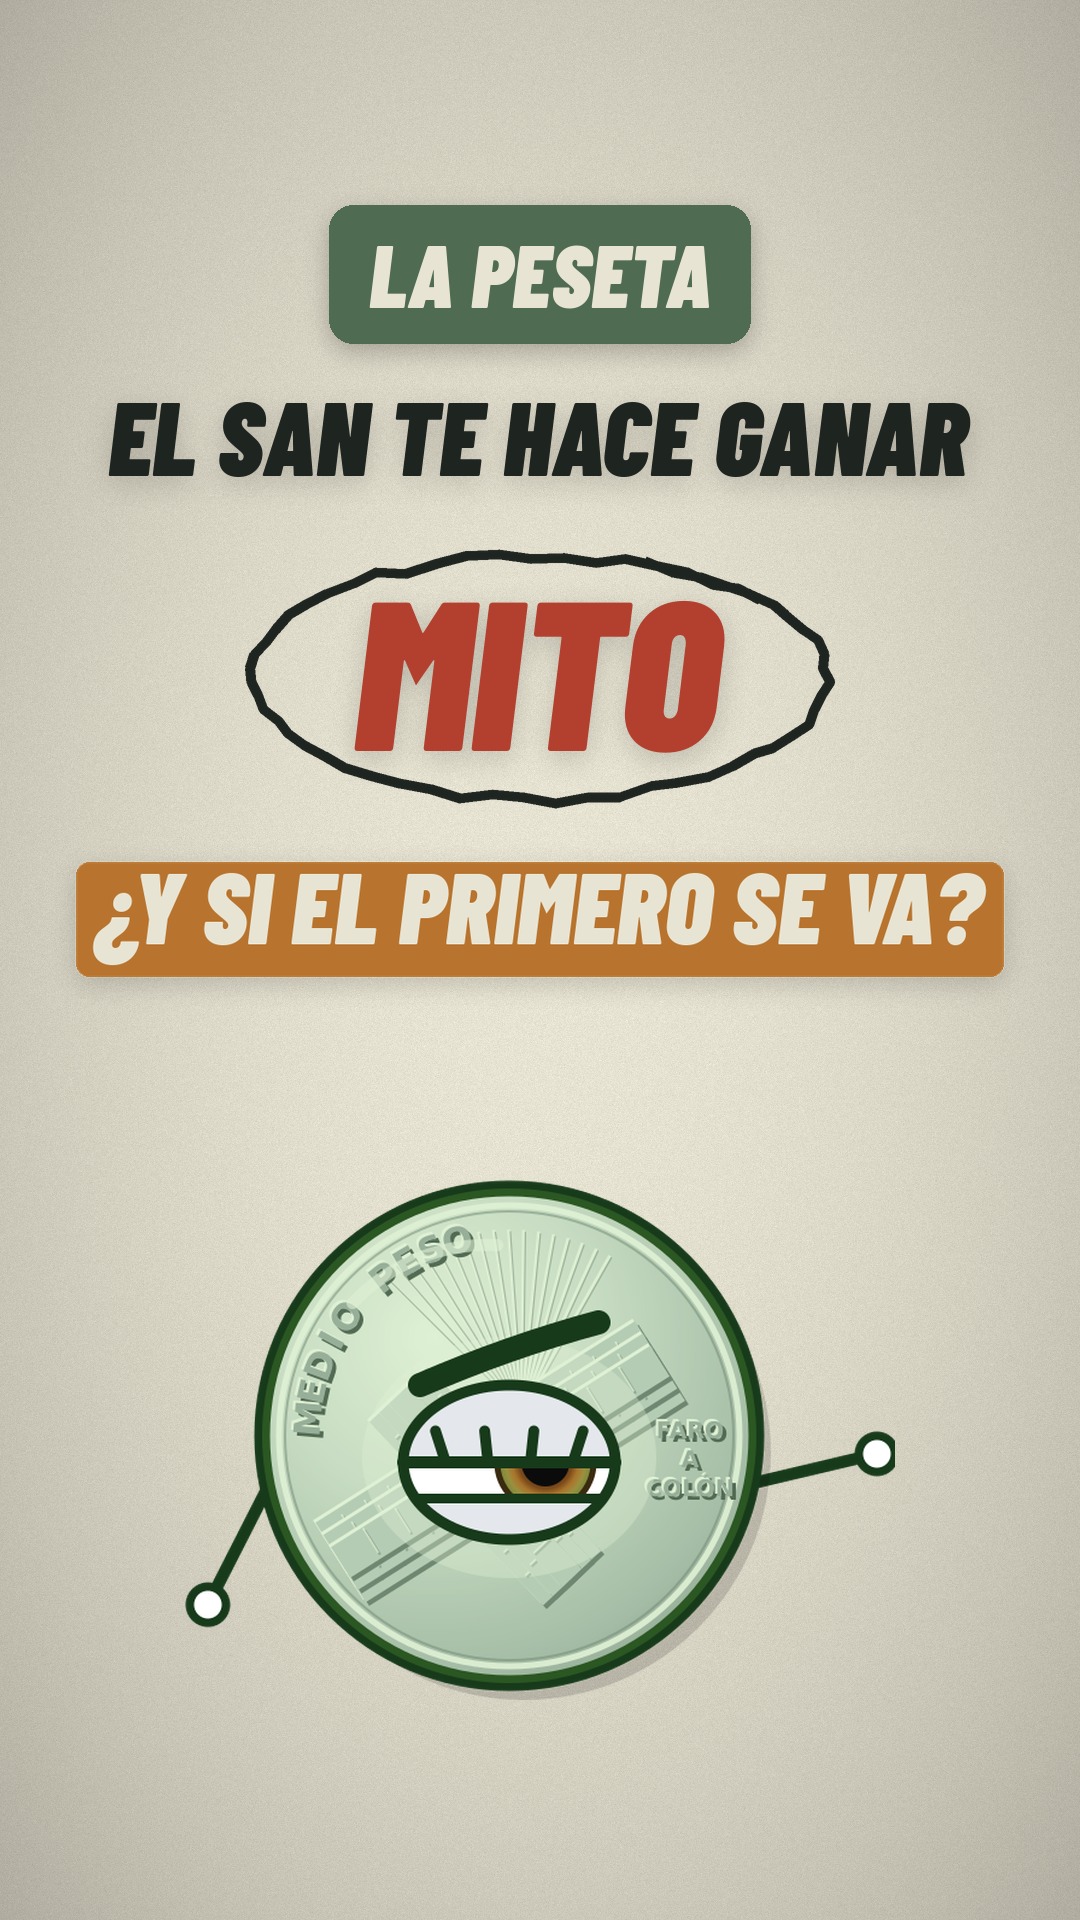 LA PESETA
EL SAN TE HACE GANAR
MITO
¿Y SI EL PRIMERO SE VA?
MEDIO PESO
FARO
A
COLÓN